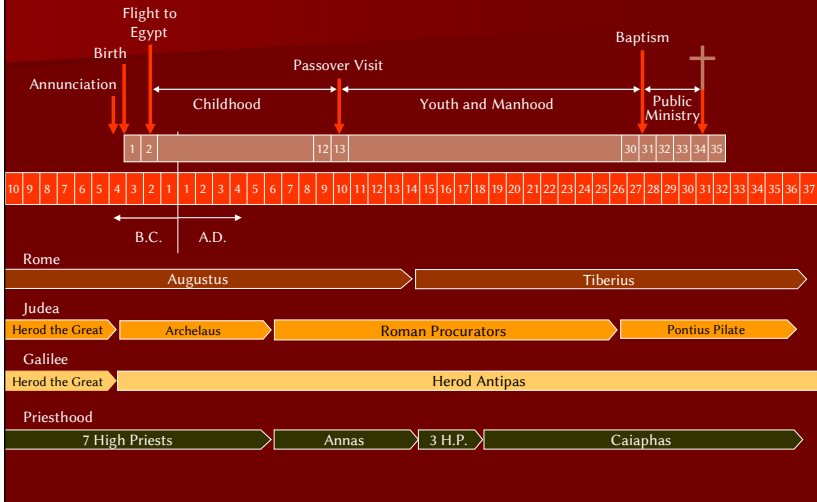 Flight to
Egypt
Birth
Annunciation
Passover Visit
Baptism
Childhood
Youth and Manhood
Public
Ministry
1 2 12 13 30 31 32 33 34 35
10 9 8 7 6 5 4 3 2 1 1 2 3 4 5 6 7 8 9 10 11 12 13 14 15 16 17 18 19 20 21 22 23 24 25 26 27 28 29 30 31 32 33 34 35 36 37
B.C. A.D.
Rome
Augustus Tiberius
Judea
Herod the Great Archelaus Roman Procurators Pontius Pilate
Galilee
Herod the Great Herod Antipas
Priesthood
7 High Priests Annas 3 H.P. Caiaphas